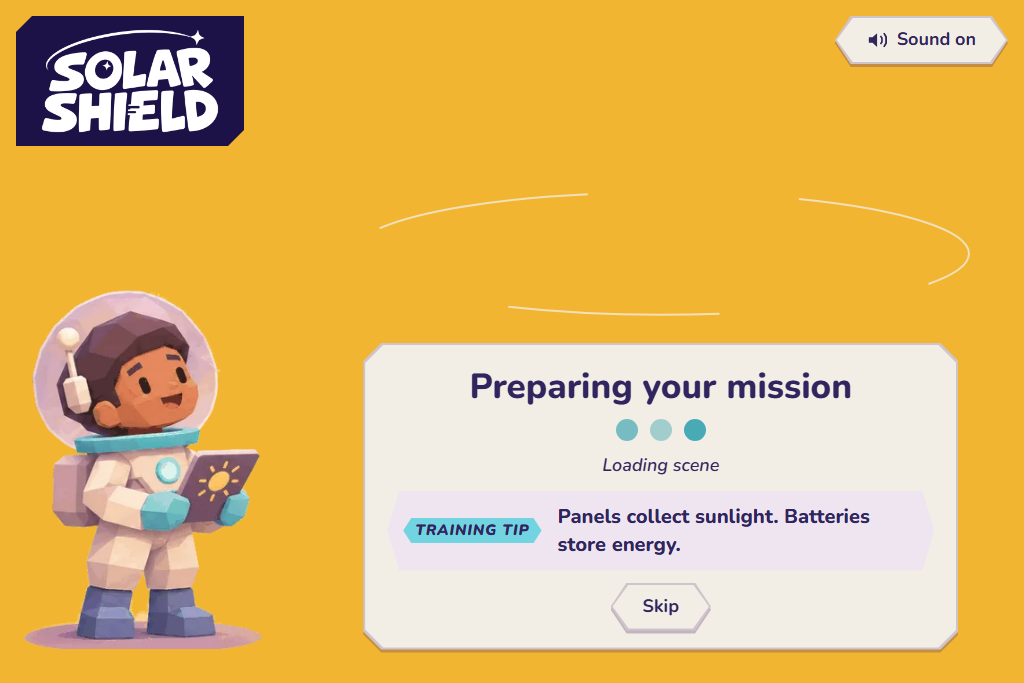 SOLAR
SHIELD
Sound on
Preparing your mission
Loading scene
TRAINING TIP
Panels collect sunlight. Batteries
store energy.
Skip